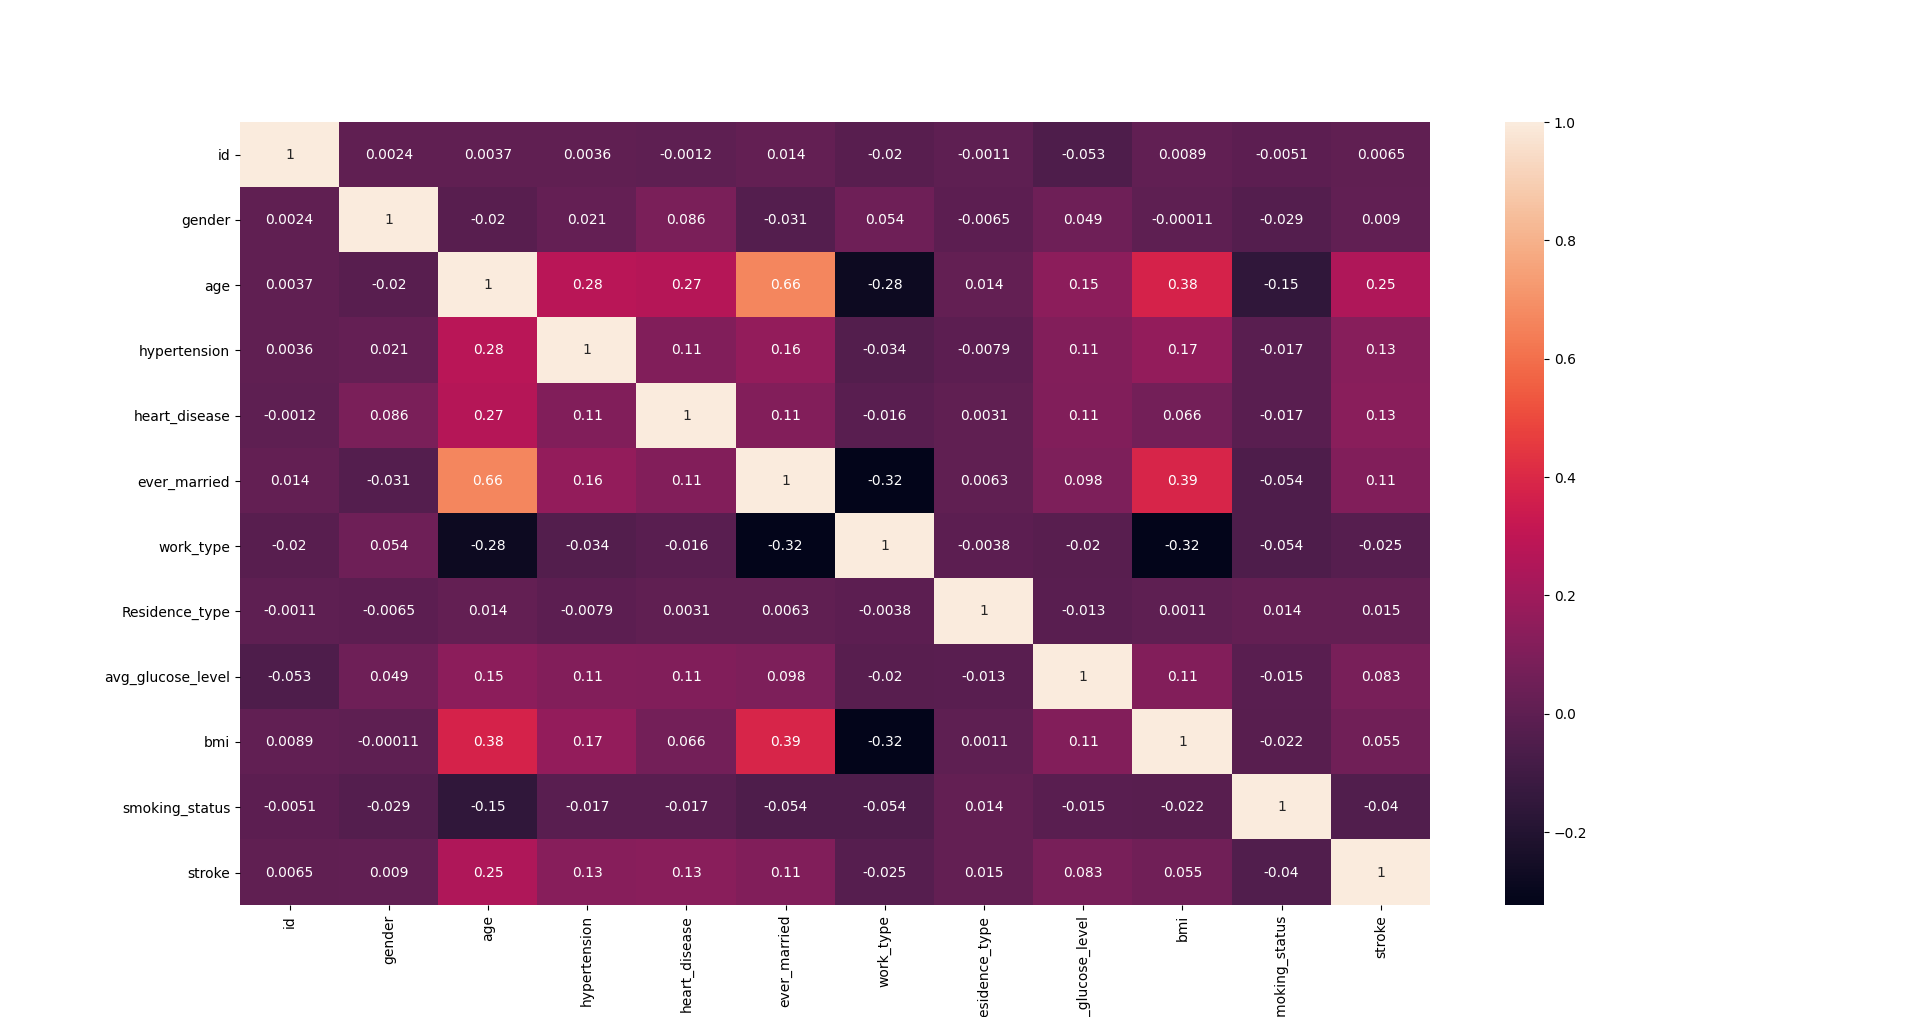 id 1 0.0024 0.0037 0.0036 -0.0012 0.014 -0.02 -0.0011 -0.053 0.0089 -0.0051 0.0065
gender 0.0024 1 -0.02 0.021 0.086 -0.031 0.054 -0.0065 0.049 -0.00011 -0.029 0.009
age 0.0037 -0.02 1 0.28 0.27 0.66 -0.28 0.014 0.15 0.38 -0.15 0.25
hypertension 0.0036 0.021 0.28 1 0.11 0.16 -0.034 -0.0079 0.11 0.17 -0.017 0.13
heart_disease -0.0012 0.086 0.27 0.11 1 0.11 -0.016 0.0031 0.11 0.066 -0.017 0.13
ever_married 0.014 -0.031 0.66 0.16 0.11 1 -0.32 0.0063 0.098 0.39 -0.054 0.11
work_type -0.02 0.054 -0.28 -0.034 -0.016 -0.32 1 -0.0038 -0.02 -0.32 -0.054 -0.025
Residence_type -0.0011 -0.0065 0.014 -0.0079 0.0031 0.0063 -0.0038 1 -0.013 0.0011 0.014 0.015
avg_glucose_level -0.053 0.049 0.15 0.11 0.11 0.098 -0.02 -0.013 1 0.11 -0.015 0.083
bmi 0.0089 -0.00011 0.38 0.17 0.066 0.39 -0.32 0.0011 0.11 1 -0.022 0.055
smoking_status -0.0051 -0.029 -0.15 -0.017 -0.017 -0.054 -0.054 0.014 -0.015 -0.022 1 -0.04
stroke 0.0065 0.009 0.25 0.13 0.13 0.11 -0.025 0.015 0.083 0.055 -0.04 1
id gender age hypertension heart_disease ever_married work_type esidence_type _glucose_level bmi moking_status stroke
1.0
0.8
0.6
0.4
0.2
0.0
−0.2